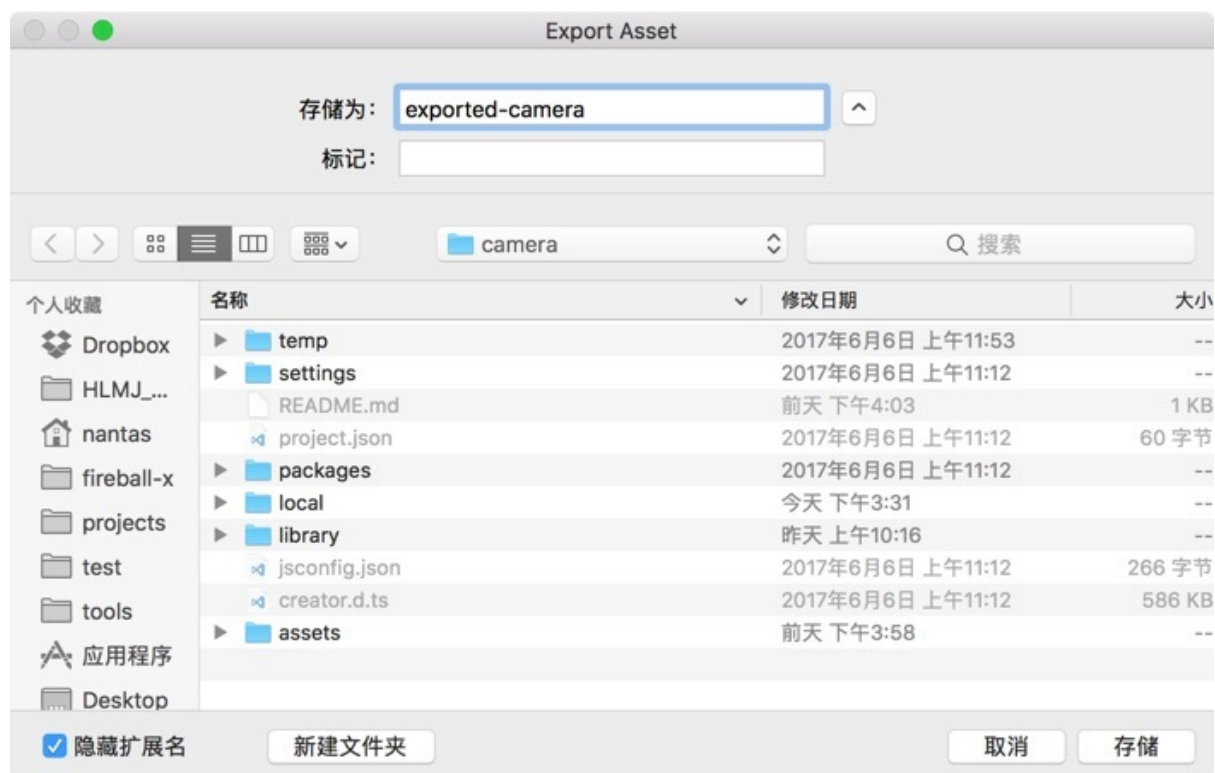 Export Asset
存储为： exported-camera
标记：
camera
搜索
个人收藏
Dropbox
HLMJ_...
nantas
fireball-x
projects
test
tools
应用程序
Desktop
名称 修改日期 大小
temp 2017年6月6日 上午11:53 --
settings 2017年6月6日 上午11:12 --
README.md 前天 下午4:03 1 KB
project.json 2017年6月6日 上午11:12 60 字节
packages 2017年6月6日 上午11:12 --
local 今天 下午3:31 --
library 昨天 上午10:16 --
jsconfig.json 2017年6月6日 上午11:12 266 字节
creator.d.ts 2017年6月6日 上午11:12 586 KB
assets 前天 下午3:58 --
隐藏扩展名 新建文件夹 取消 存储